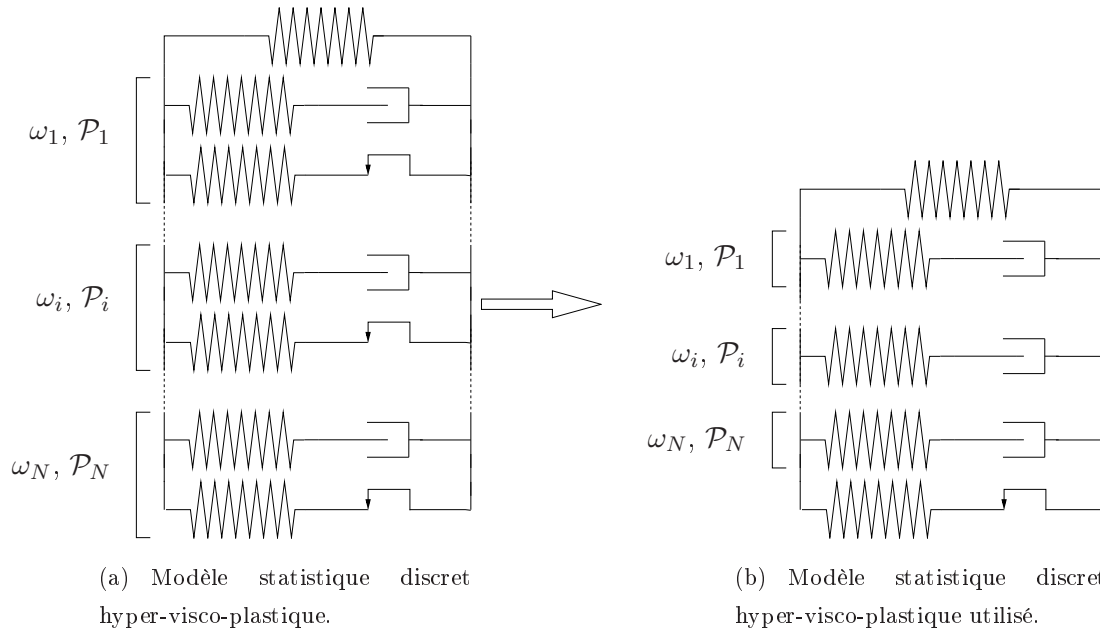 ω1, P1
ωi, Pi
ωN, PN
(a) Modèle statistique discret
hyper-visco-plastique.
ω1, P1
ωi, Pi
ωN, PN
(b) Modèle statistique discret
hyper-visco-plastique utilisé.